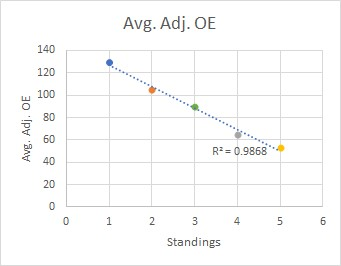 Avg. Adj. OE
140
120
100
80
60
40
20
0
Avg. Adj. OE
R² = 0.9868
0 1 2 3 4 5 6
Standings